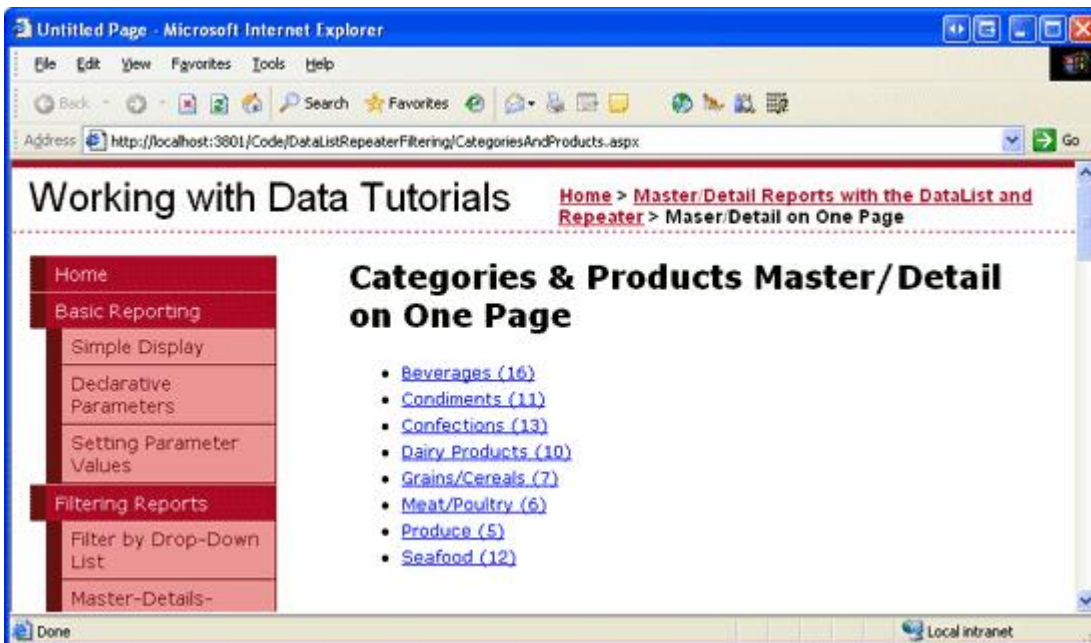 Untitled Page - Microsoft Internet Explorer
File Edit View Favorites Tools Help
Back Search Favorites
Address http://localhost:3801/Code/DataListRepeaterFiltering/CategoriesAndProducts.aspx Go
Working with Data Tutorials
Home > Master/Detail Reports with the DataList and
Repeater > Maser/Detail on One Page
Home
Basic Reporting
Simple Display
Declarative
Parameters
Setting Parameter
Values
Filtering Reports
Filter by Drop-Down
List
Master-Details-
Categories & Products Master/Detail
on One Page
Beverages (16)
Condiments (11)
Confections (13)
Dairy Products (10)
Grains/Cereals (7)
Meat/Poultry (6)
Produce (5)
Seafood (12)
Done
Local intranet